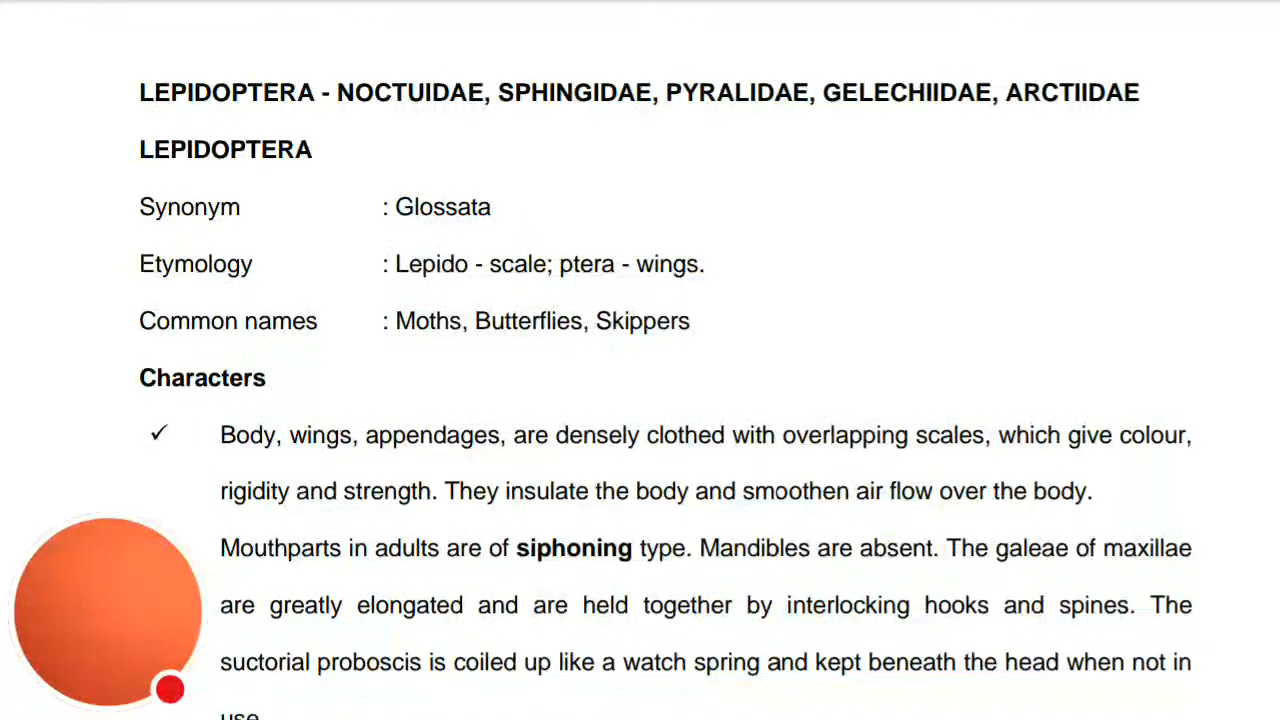 LEPIDOPTERA - NOCTUIDAE, SPHINGIDAE, PYRALIDAE, GELECHIIDAE, ARCTIIDAE
LEPIDOPTERA
Synonym : Glossata
Etymology : Lepido - scale; ptera - wings.
Common names : Moths, Butterflies, Skippers
Characters
✓ Body, wings, appendages, are densely clothed with overlapping scales, which give colour,
rigidity and strength. They insulate the body and smoothen air flow over the body.
Mouthparts in adults are of siphoning type. Mandibles are absent. The galeae of maxillae
are greatly elongated and are held together by interlocking hooks and spines. The
suctorial proboscis is coiled up like a watch spring and kept beneath the head when not in
use.